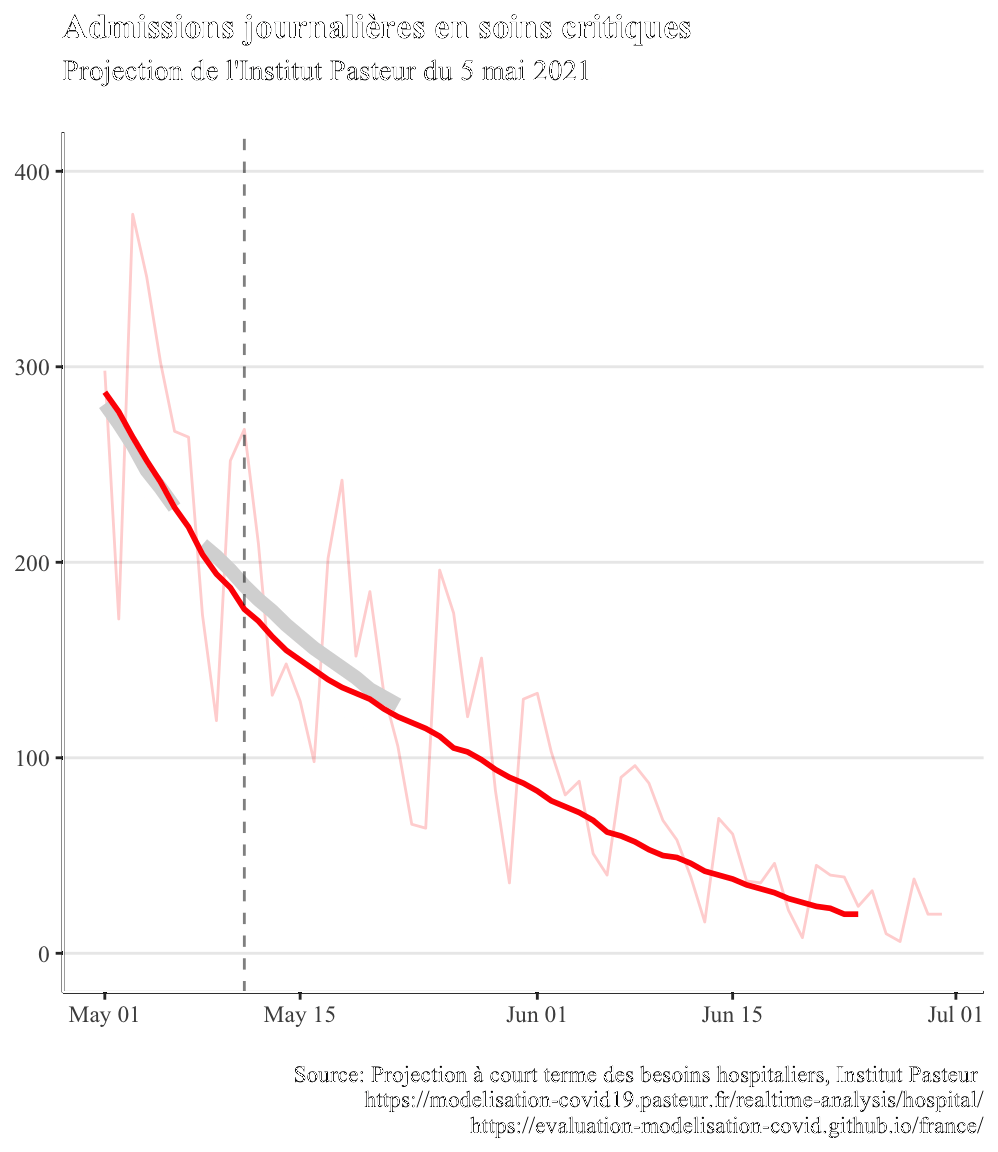 Admissions journalières en soins critiques
Projection de l'Institut Pasteur du 5 mai 2021
400
300
200
100
0
May 01 May 15 Jun 01 Jun 15 Jul 01
Source: Projection à court terme des besoins hospitaliers, Institut Pasteur
https://modelisation-covid19.pasteur.fr/realtime-analysis/hospital/
https://evaluation-modelisation-covid.github.io/france/